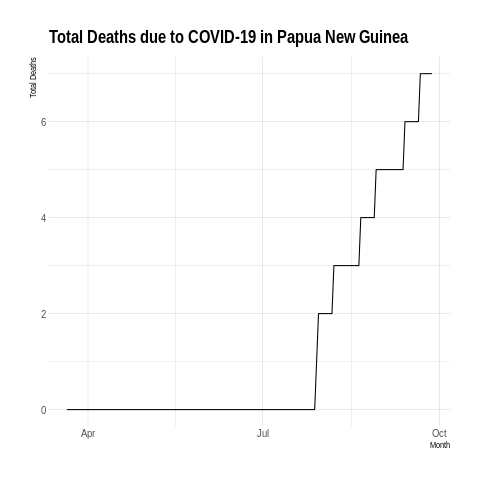 Total Deaths due to COVID-19 in Papua New Guinea
Total Deaths
6
4
2
0
Apr
Jul
Oct
Month